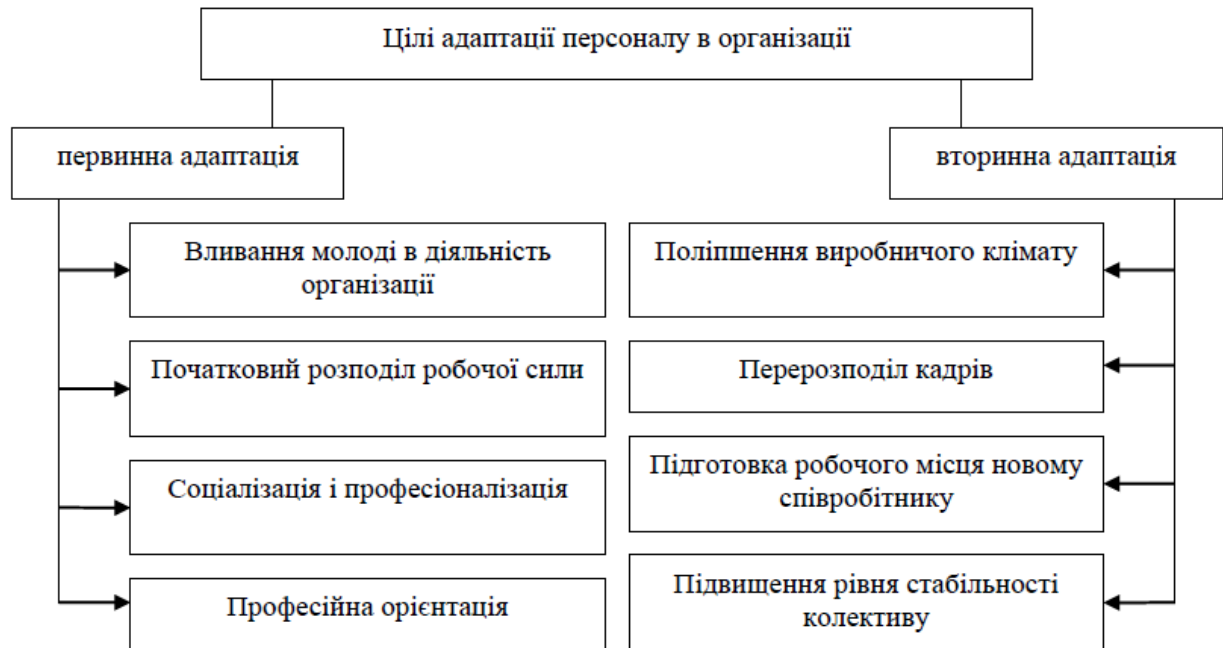 Цілі адаптації персоналу в організації
первинна адаптація
вторинна адаптація
Вливання молоді в діяльність
організації
Поліпшення виробничого клімату
Початковий розподіл робочої сили
Перерозподіл кадрів
Соціалізація і професіоналізація
Підготовка робочого місця новому
співробітнику
Професійна орієнтація
Підвищення рівня стабільності
колективу